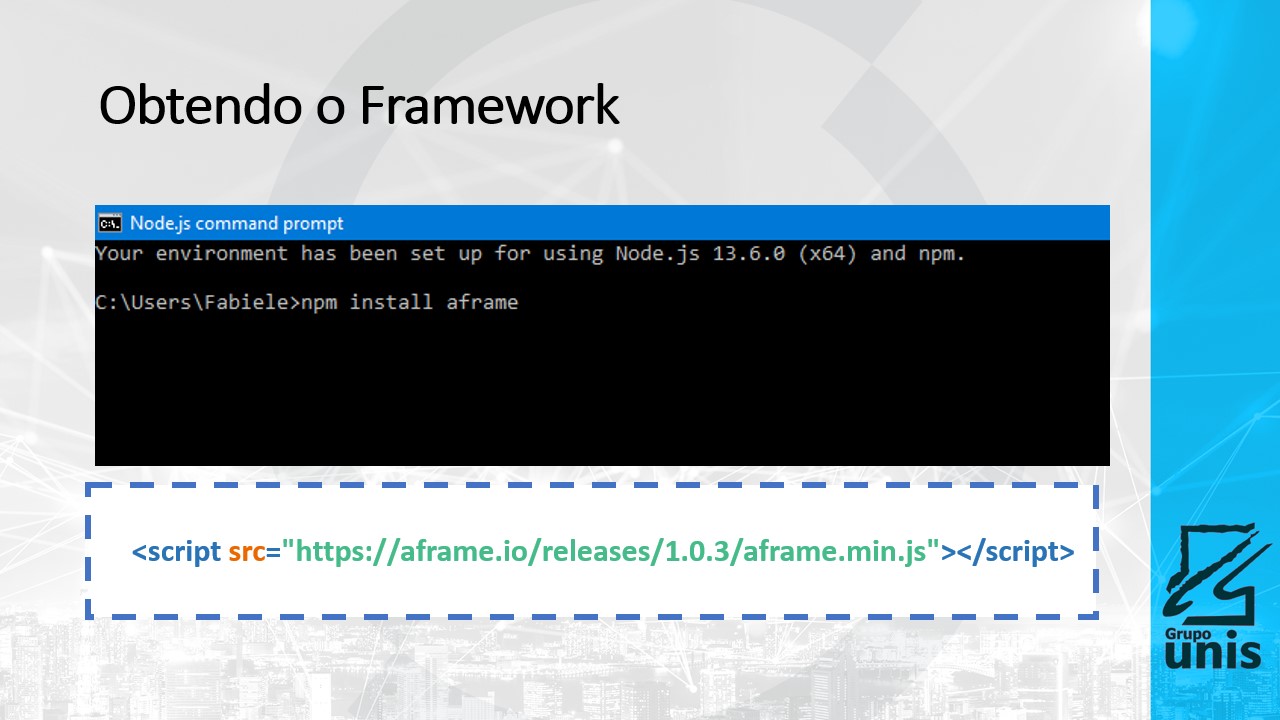 Obtendo o Framework
C:\. Node.js command prompt
Your environment has been set up for using Node.js 13.6.0 (x64) and npm.
C:\Users\Fabiele>npm install aframe
<script src="https://aframe.io/releases/1.0.3/aframe.min.js"></script>
Grupo
unis